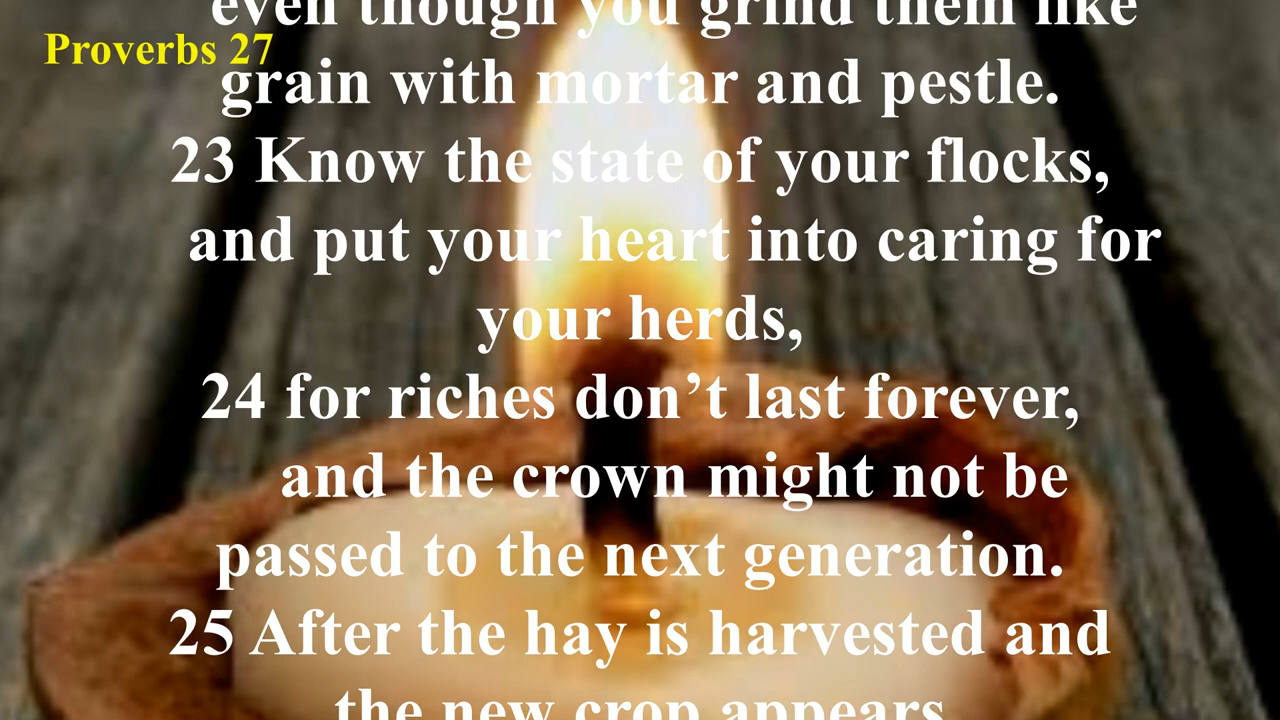 even though you grind them like
Proverbs 27
grain with mortar and pestle.
23 Know the state of your flocks,
and put your heart into caring for
your herds,
24 for riches don’t last forever,
and the crown might not be
passed to the next generation.
25 After the hay is harvested and
the new crop appears